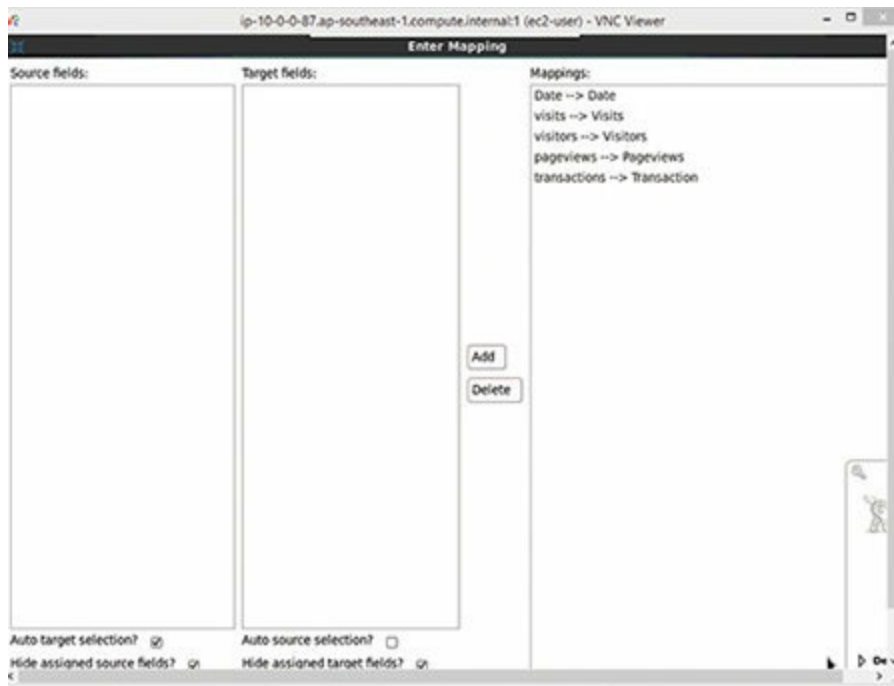 ip-10-0-0-87.ap-southeast-1.compute.internal:1 (ec2-user) - VNC Viewer
Enter Mapping
Source fields:
Target fields:
Mappings:
Date --> Date
visits --> Visits
visitors --> Visitors
pageviews --> Pageviews
transactions --> Transaction
Add
Delete
Auto target selection?
Auto source selection?
Hide assigned source fields?
Hide assigned target fields?